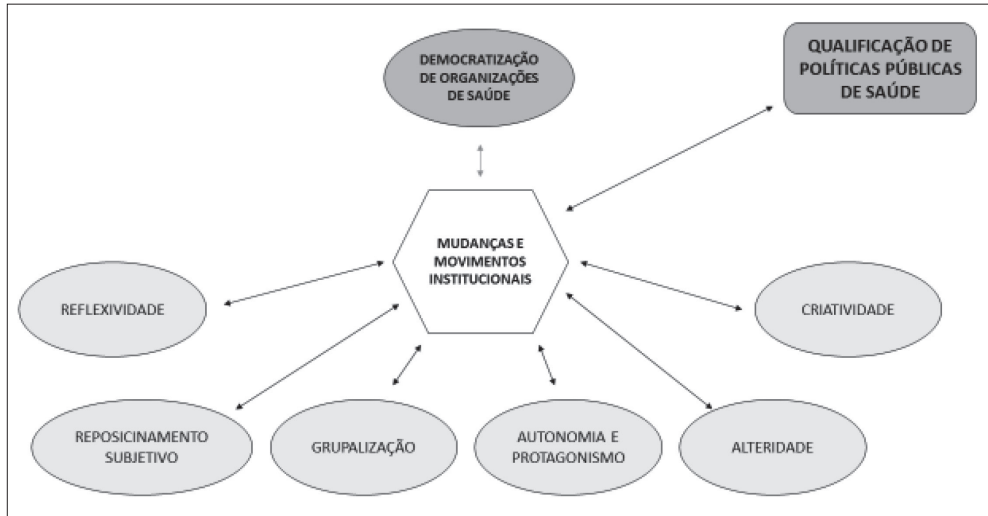 DEMOCRATIZAÇÃO
DE ORGANIZAÇÕES
DE SAÚDE
QUALIFICAÇÃO DE
POLÍTICAS PÚBLICAS
DE SAÚDE
MUDANÇAS E
MOVIMENTOS
INSTITUCIONAIS
REFLEXIVIDADE
CRIATIVIDADE
REPOSICINAMENTO
SUBJETIVO
GRUPALIZAÇÃO
AUTONOMIA E
PROTAGONISMO
ALTERIDADE